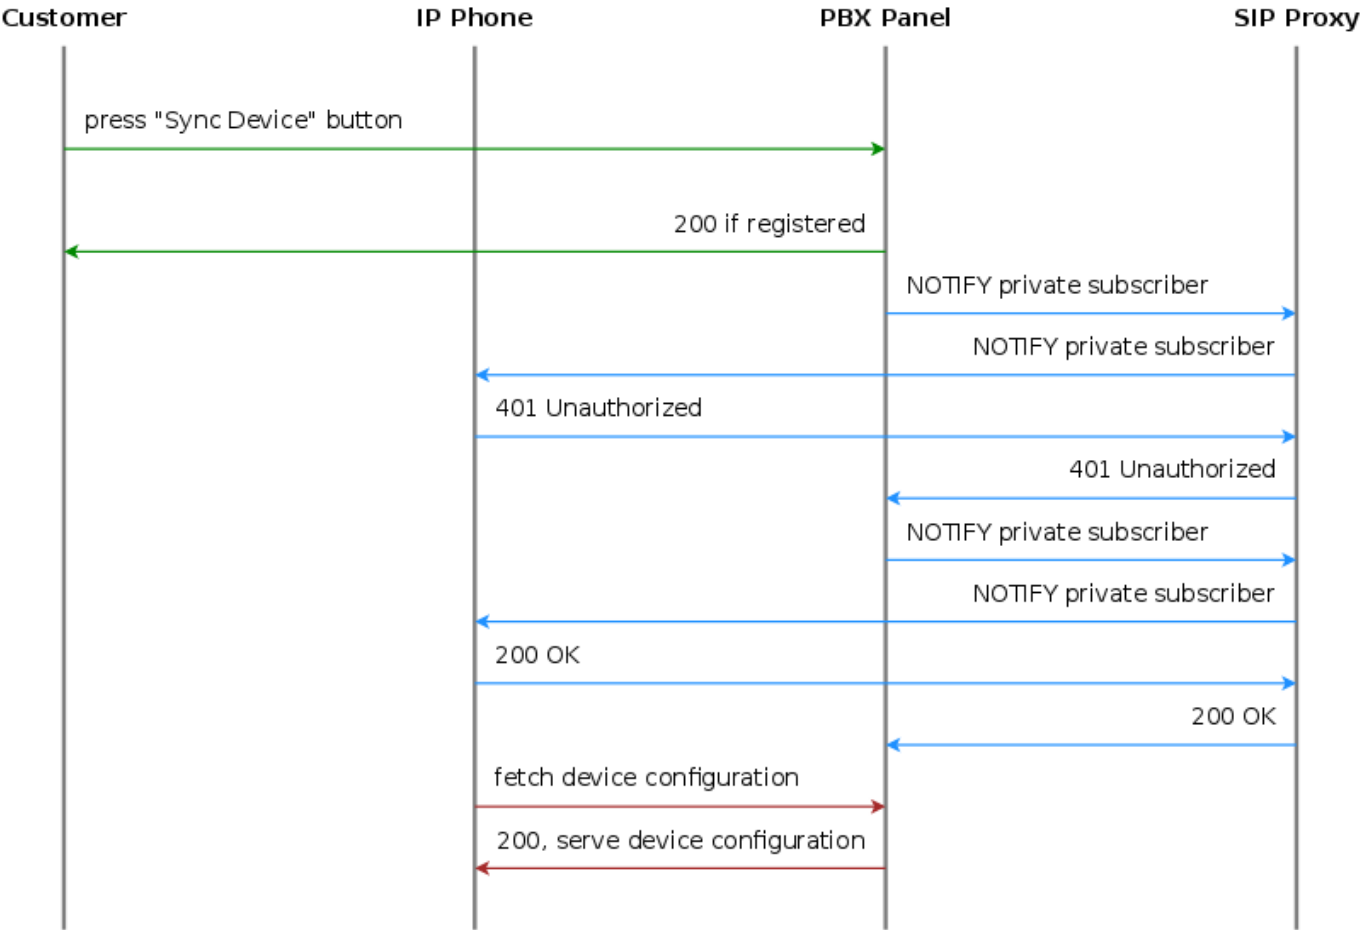 Customer IP Phone PBX Panel SIP Proxy
press "Sync Device" button
200 if registered
NOTIFY private subscriber
NOTIFY private subscriber
401 Unauthorized
401 Unauthorized
NOTIFY private subscriber
NOTIFY private subscriber
200 OK
200 OK
fetch device configuration
200, serve device configuration